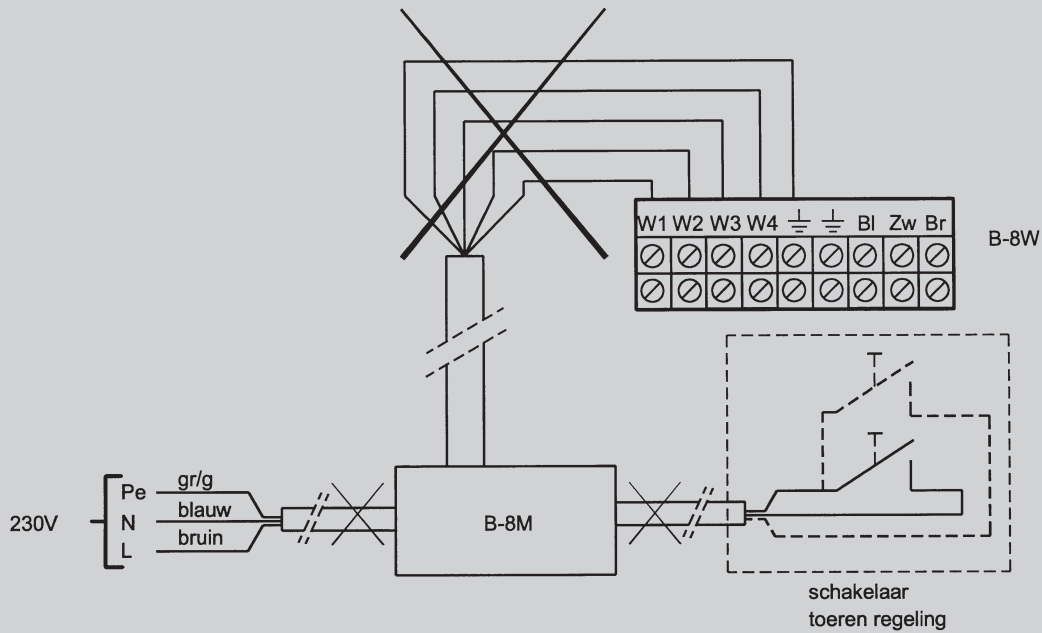 W1 W2 W3 W4 Bl Zw Br
B-8W
230V
Pe gr/g
N blauw
L bruin
B-8M
schakelaar
toeren regeling